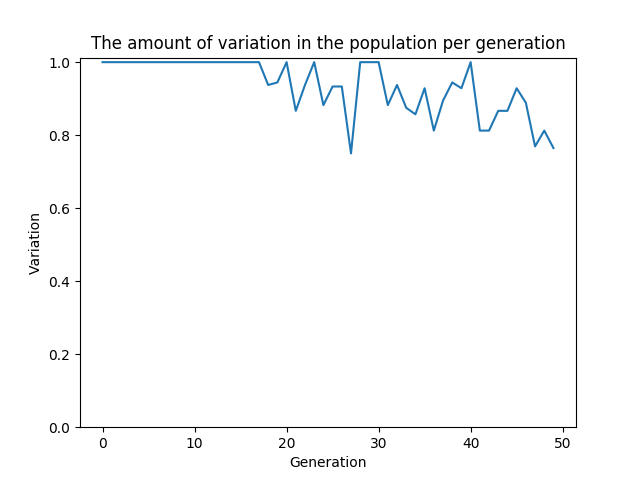 The amount of variation in the population per generation
1.0
0.8
0.6
0.4
0.2
0.0
Variation
0 10 20 30 40 50
Generation